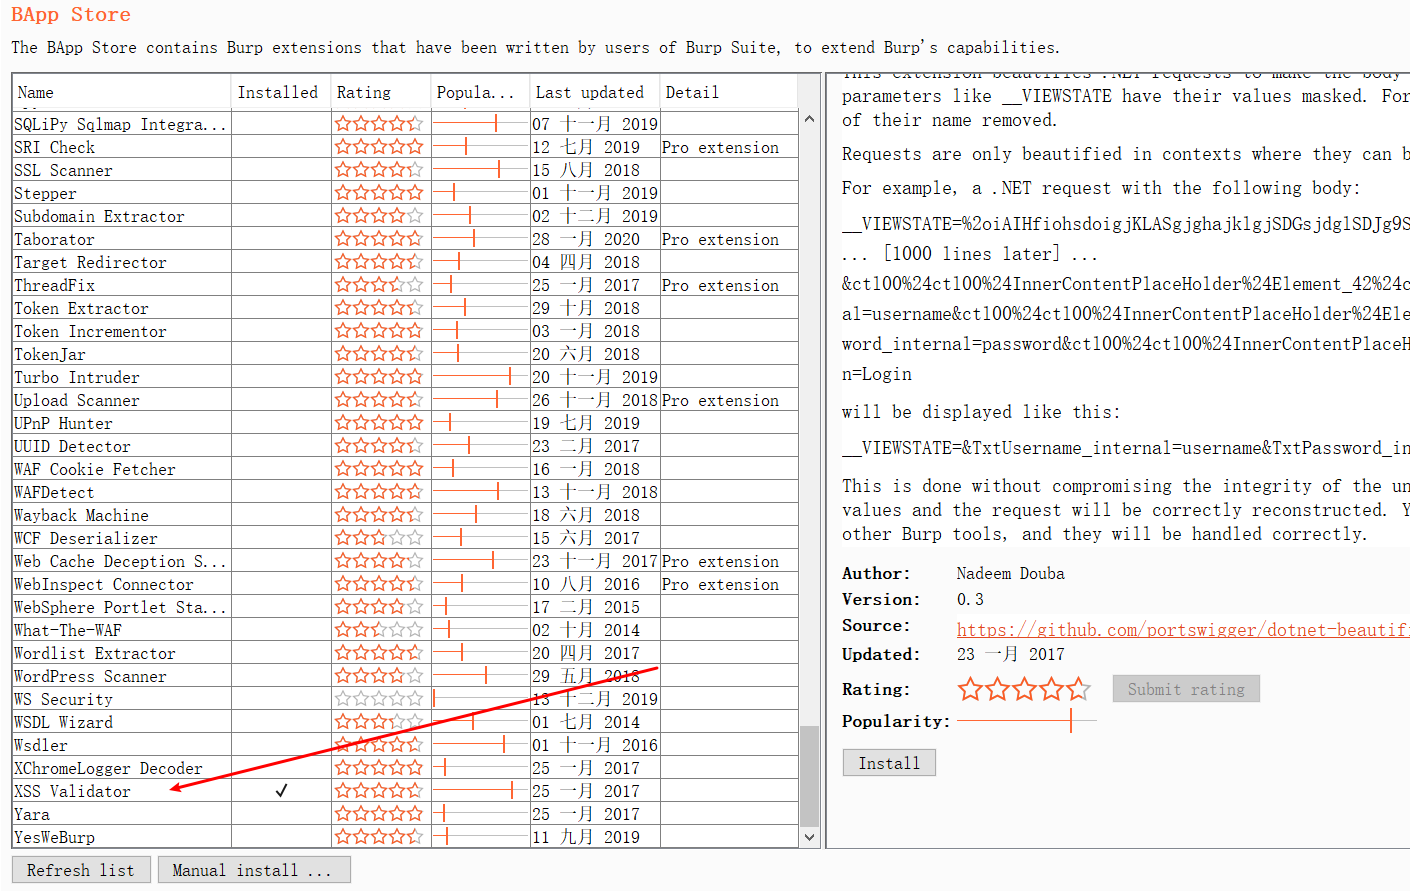 BApp Store
The BApp Store contains Burp extensions that have been written by users of Burp Suite, to extend Burp's capabilities.
Name Installed Rating Popula... Last updated Detail
SQLiPy Sqlmap Integra... 07 十一月 2019
SRI Check 12 七月 2019 Pro extension
SSL Scanner 15 八月 2018
Stepper 01 十一月 2019
Subdomain Extractor 02 十二月 2019
Taborator 28 一月 2020 Pro extension
Target Redirector 04 四月 2018
ThreadFix 25 一月 2017 Pro extension
Token Extractor 29 十月 2018
Token Incrementor 03 一月 2018
TokenJar 20 六月 2018
Turbo Intruder 20 十一月 2019
Upload Scanner 26 十一月 2018 Pro extension
UPnP Hunter 19 七月 2019
UUID Detector 23 二月 2017
WAF Cookie Fetcher 16 一月 2018
WAFDetect 13 十一月 2018
Wayback Machine 18 六月 2018
WCF Deserializer 15 六月 2017
Web Cache Deception S... 23 十一月 2017 Pro extension
WebInspect Connector 10 八月 2016 Pro extension
WebSphere Portlet Sta... 17 二月 2015
What-The-WAF 02 十月 2014
Wordlist Extractor 20 四月 2017
WordPress Scanner 29 五月 2018
WS Security 13 十二月 2019
WSDL Wizard 01 七月 2014
Wsdler 01 十一月 2016
XChromeLogger Decoder 25 一月 2017
XSS Validator ✓ 25 一月 2017
Yara 25 一月 2017
YesWeBurp 11 九月 2019
Refresh list Manual install ...
This extension beautifies .NET requests to make the body
parameters like __VIEWSTATE have their values masked. For
of their name removed.
Requests are only beautified in contexts where they can b
For example, a .NET request with the following body:
__VIEWSTATE=%2oiAIHfiohsdoigjKLASgjghajklgjSDGsjdglSDJg9S
... [1000 lines later] ...
&ctl00%24ctl00%24InnerContentPlaceHolder%24Element_42%24c
al=username&ctl00%24ctl00%24InnerContentPlaceHolder%24Ele
word_internal=password&ctl00%24ctl00%24InnerContentPlaceH
n=Login
will be displayed like this:
__VIEWSTATE=&TxtUsername_internal=username&TxtPassword_in
This is done without compromising the integrity of the un
values and the request will be correctly reconstructed. Y
other Burp tools, and they will be handled correctly.
Author: Nadeem Douba
Version: 0.3
Source: https://github.com/portswigger/dotnet-beautifi
Updated: 23 一月 2017
Rating: Submit rating
Popularity:
Install